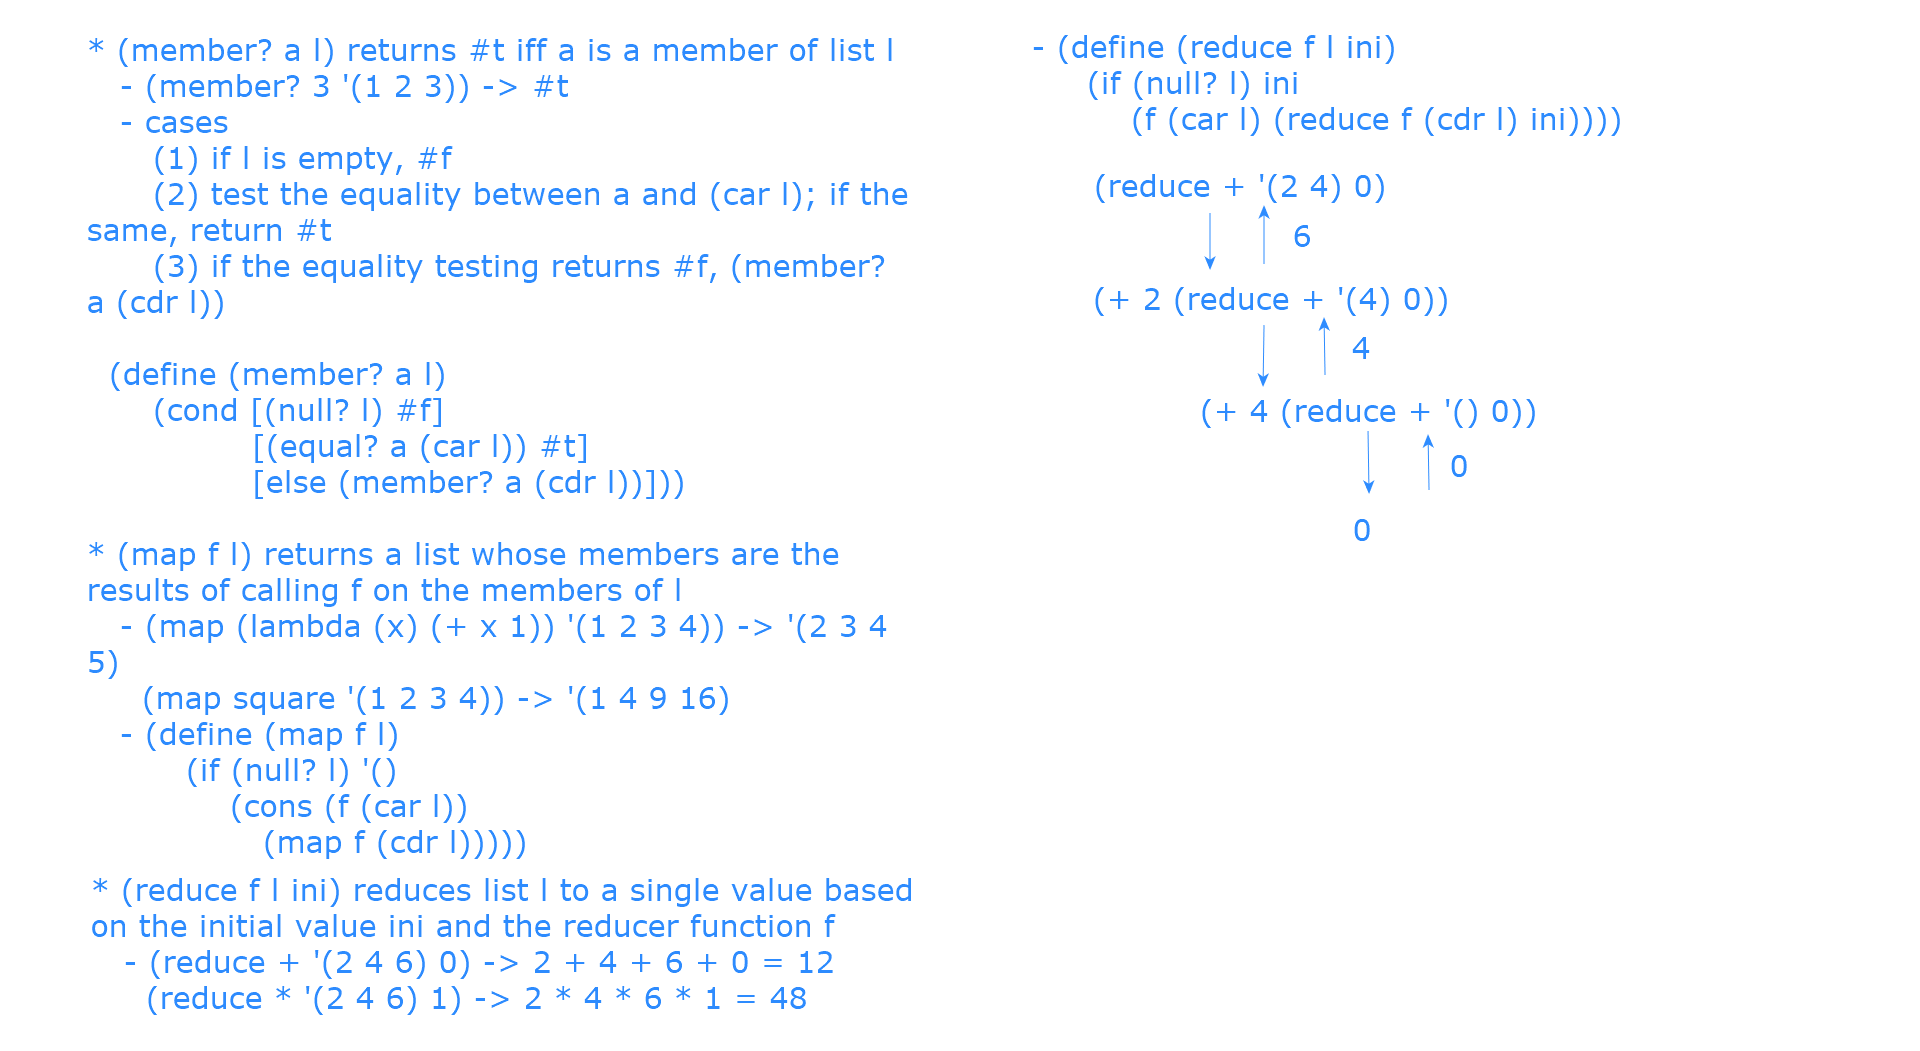 * (member? a l) returns #t iff a is a member of list l
- (member? 3 '(1 2 3)) -> #t
- cases
(1) if l is empty, #f
(2) test the equality between a and (car l); if the
same, return #t
(3) if the equality testing returns #f, (member?
a (cdr l))
(define (member? a l)
(cond [(null? l) #f]
[(equal? a (car l)) #t]
[else (member? a (cdr l))]))
* (map f l) returns a list whose members are the
results of calling f on the members of l
- (map (lambda (x) (+ x 1)) '(1 2 3 4)) -> '(2 3 4
5)
(map square '(1 2 3 4)) -> '(1 4 9 16)
- (define (map f l)
(if (null? l) '()
(cons (f (car l))
(map f (cdr l)))))
* (reduce f l ini) reduces list l to a single value based
on the initial value ini and the reducer function f
- (reduce + '(2 4 6) 0) -> 2 + 4 + 6 + 0 = 12
(reduce * '(2 4 6) 1) -> 2 * 4 * 6 * 1 = 48
- (define (reduce f l ini)
(if (null? l) ini
(f (car l) (reduce f (cdr l) ini))))
(reduce + '(2 4) 0)
6
(+ 2 (reduce + '(4) 0))
4
(+ 4 (reduce + '() 0))
0
0